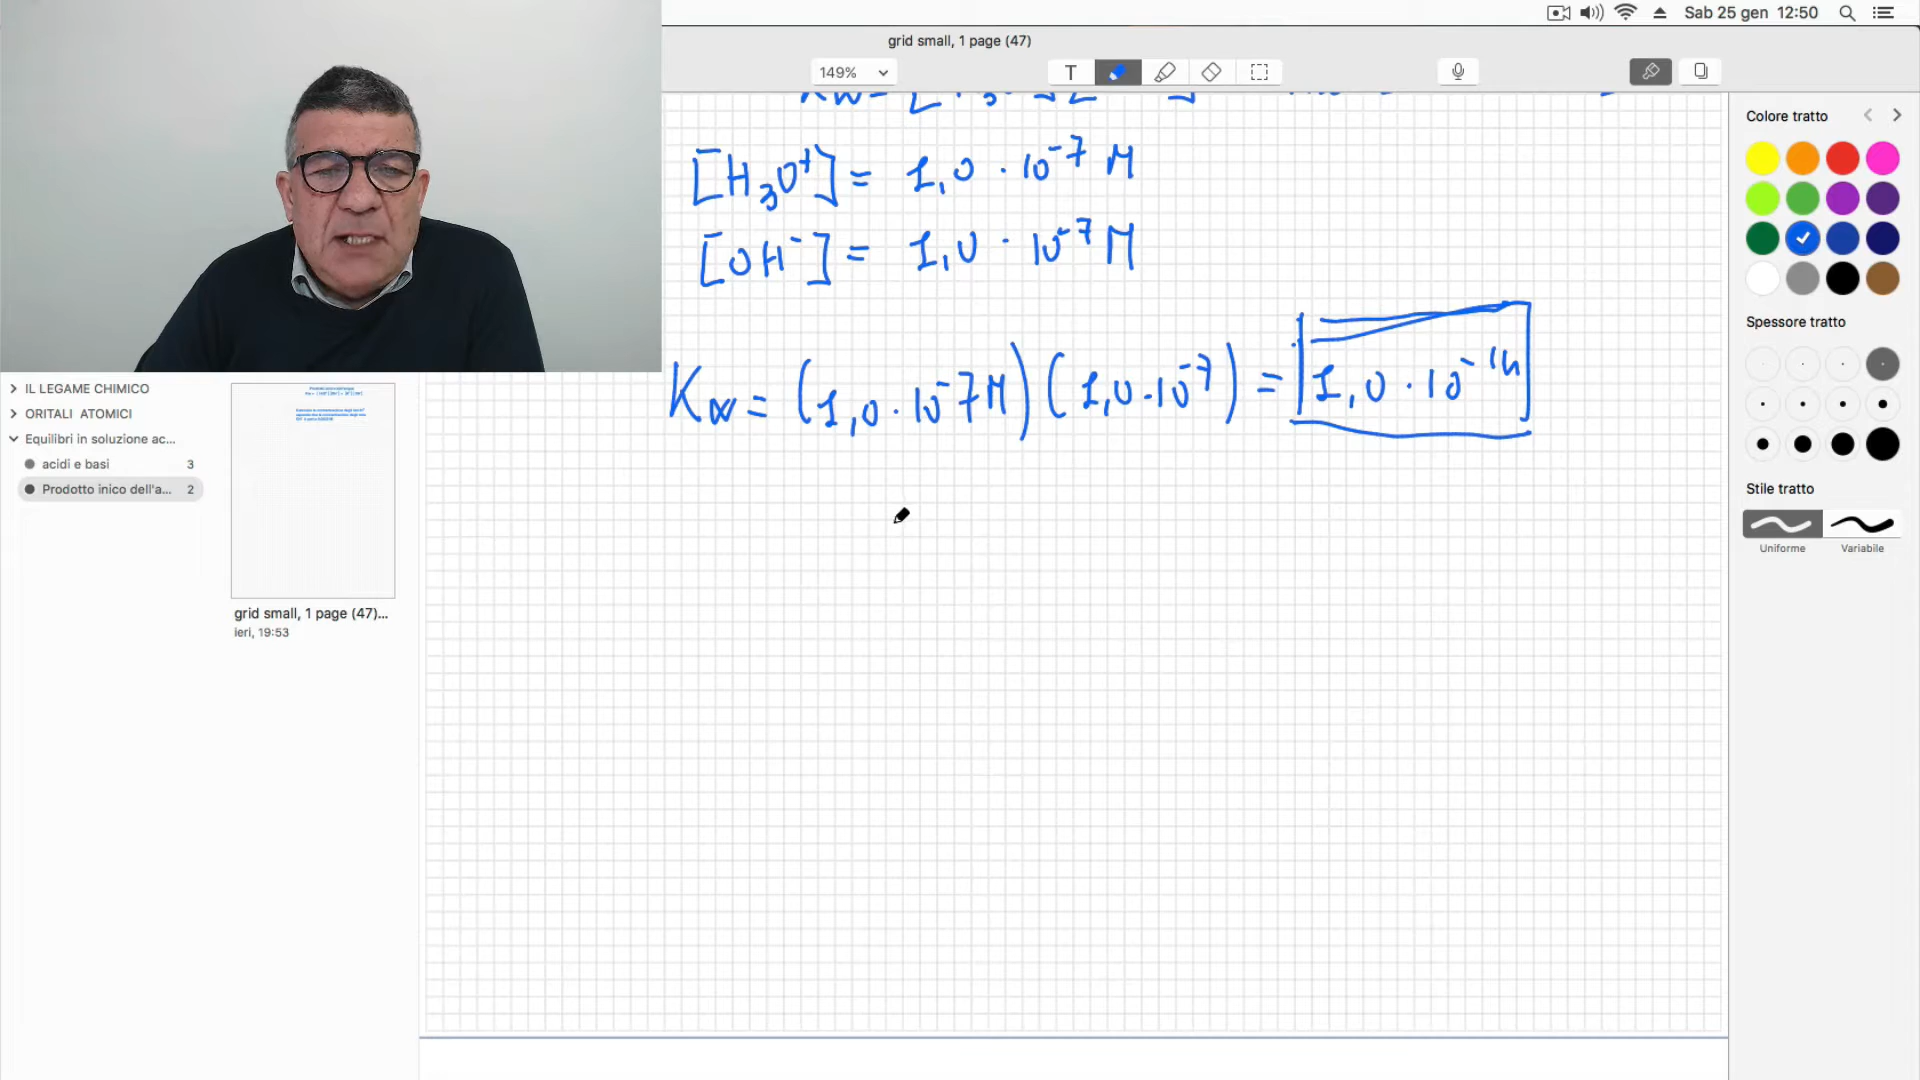 Sab 25 gen 12:50
grid small, 1 page (47)
149%
T
[H₃O⁺] = 1,0 · 10⁻⁷ M
[OH⁻] = 1,0 · 10⁻⁷ M
Kw = (1,0 · 10⁻⁷ M) (1,0 · 10⁻⁷) = 1,0 · 10⁻¹⁴
IL LEGAME CHIMICO
ORITALI ATOMICI
Equilibri in soluzione ac...
acidi e basi 3
Prodotto inico dell'a... 2
grid small, 1 page (47)...
ieri, 19:53
Colore tratto
Spessore tratto
Stile tratto
Uniforme Variabile